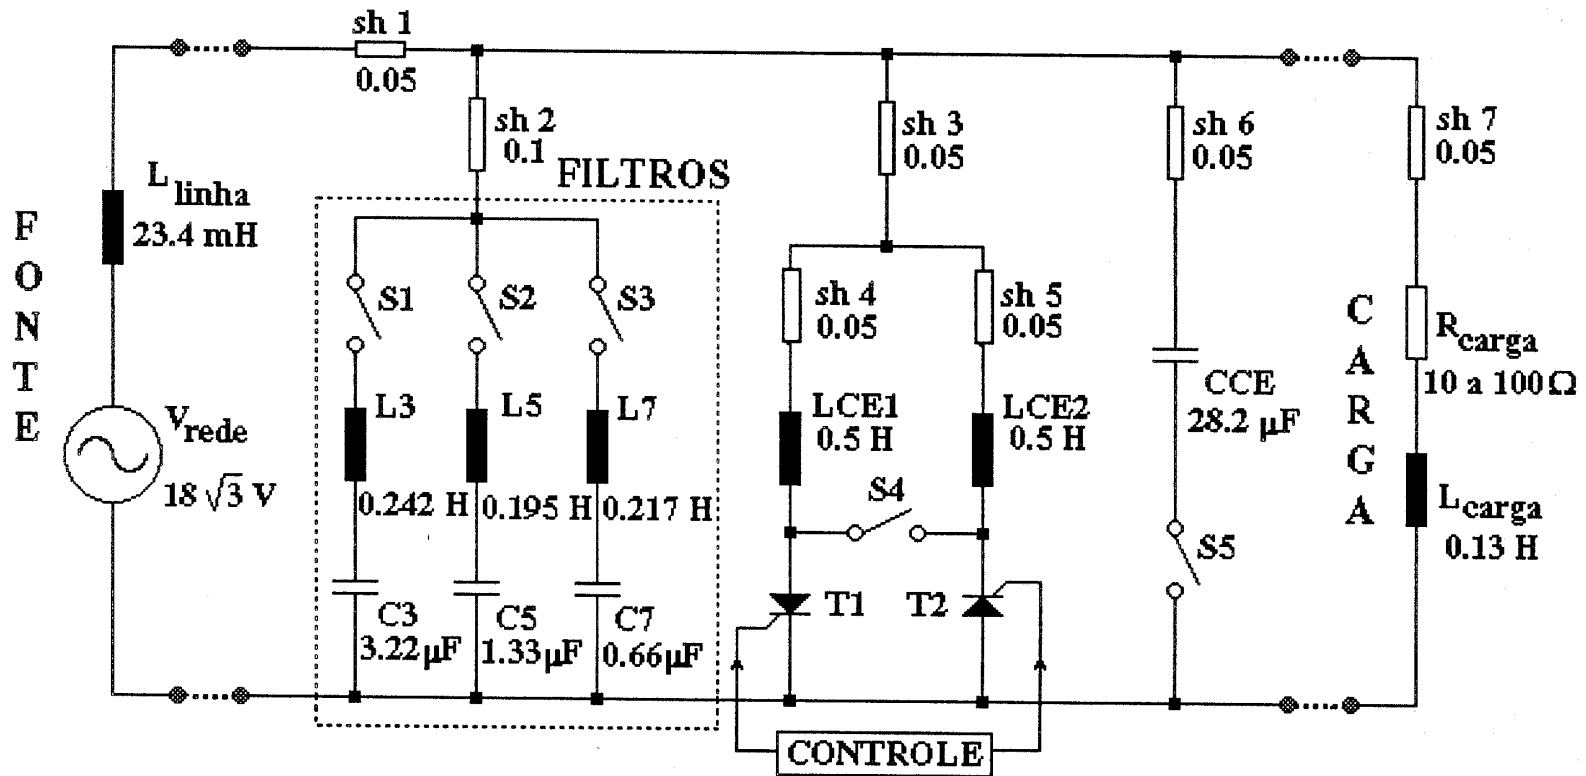 sh 1
0.05
sh 2
0.1
FILTROS
sh 3
0.05
sh 6
0.05
sh 7
0.05
FONTE
L linha
23.4 mH
V rede
18 √3 V
S1
S2
S3
L3
L5
L7
0.242 H
0.195 H
0.217 H
C3
3.22µF
C5
1.33µF
C7
0.66µF
sh 4
0.05
sh 5
0.05
LCE1
0.5 H
LCE2
0.5 H
S4
T1
T2
CONTROLE
CCE
28.2 µF
S5
CARGA
R carga
10 a 100Ω
L carga
0.13 H